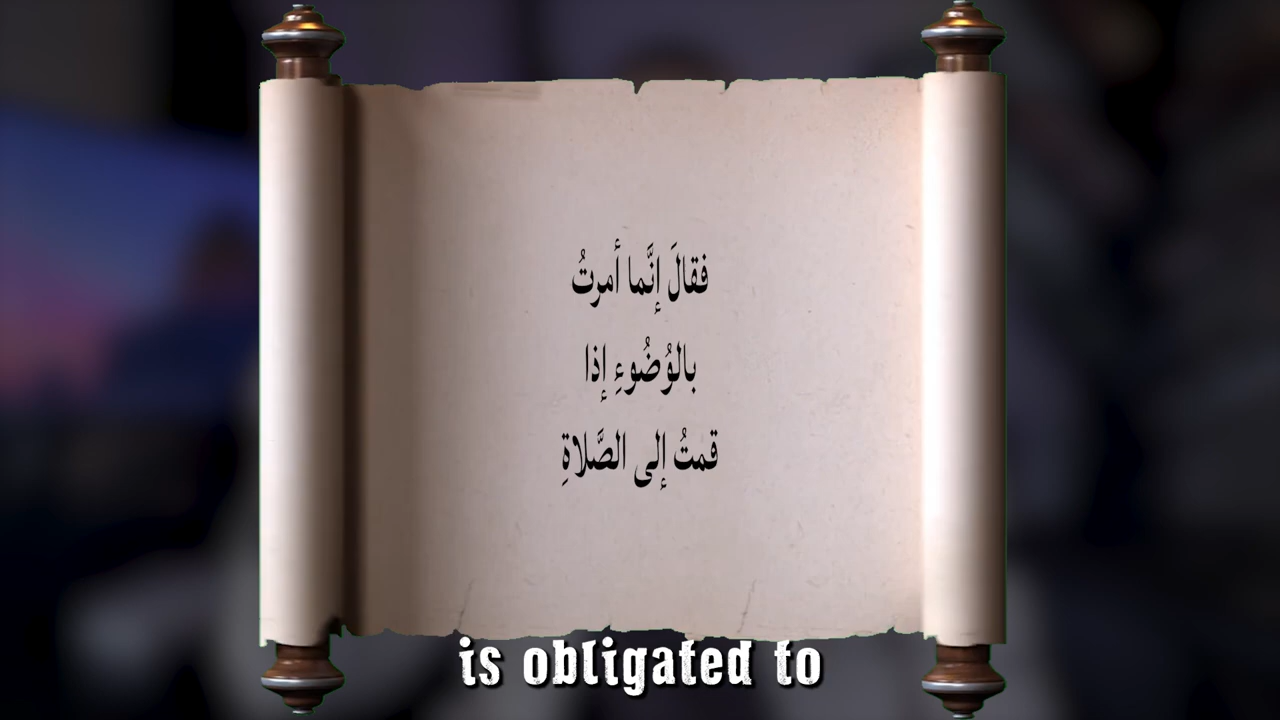 فقالَ إنَّما أمرتُ
بالوُضُوءِ إذا
قمتُ إلى الصَّلاةِ
is obligated to